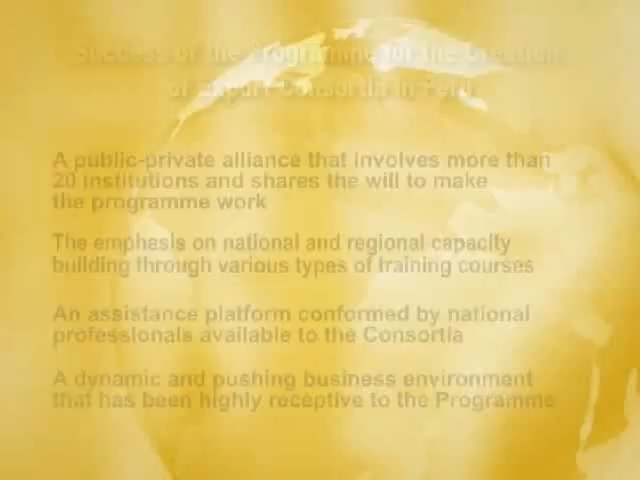 Success of the Programme for the Creation
of Export Consortia in Peru
A public-private alliance that involves more than
20 institutions and shares the will to make
the programme work
The emphasis on national and regional capacity
building through various types of training courses
An assistance platform conformed by national
professionals available to the Consortia
A dynamic and pushing business environment
that has been highly receptive to the Programme